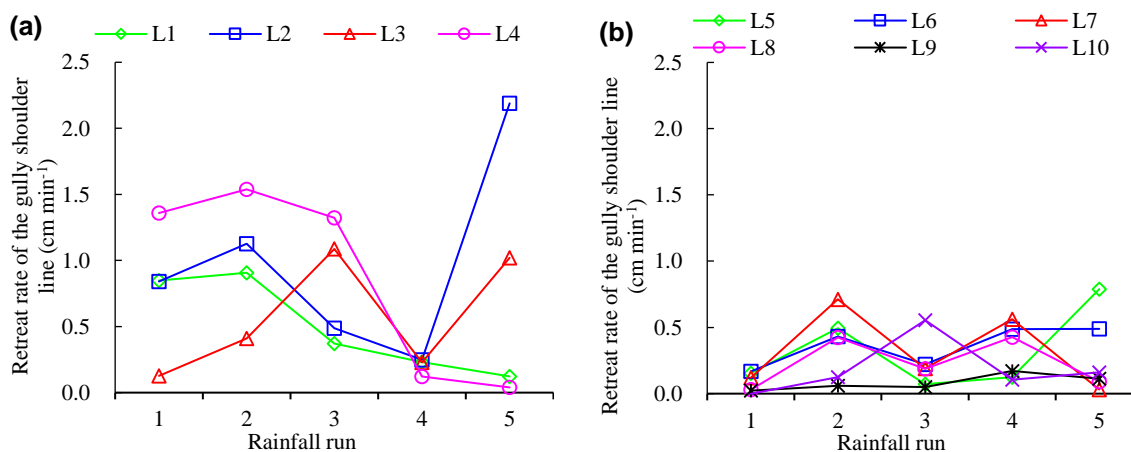 (a)
L1 L2 L3 L4
Retreat rate of the gully shoulder
line (cm min-1)
2.5
2.0
1.5
1.0
0.5
0.0
1 2 3 4 5
Rainfall run
(b)
L5 L6 L7
L8 L9 L10
Retreat rate of the gully shoulder line
(cm min-1)
2.5
2.0
1.5
1.0
0.5
0.0
1 2 3 4 5
Rainfall run